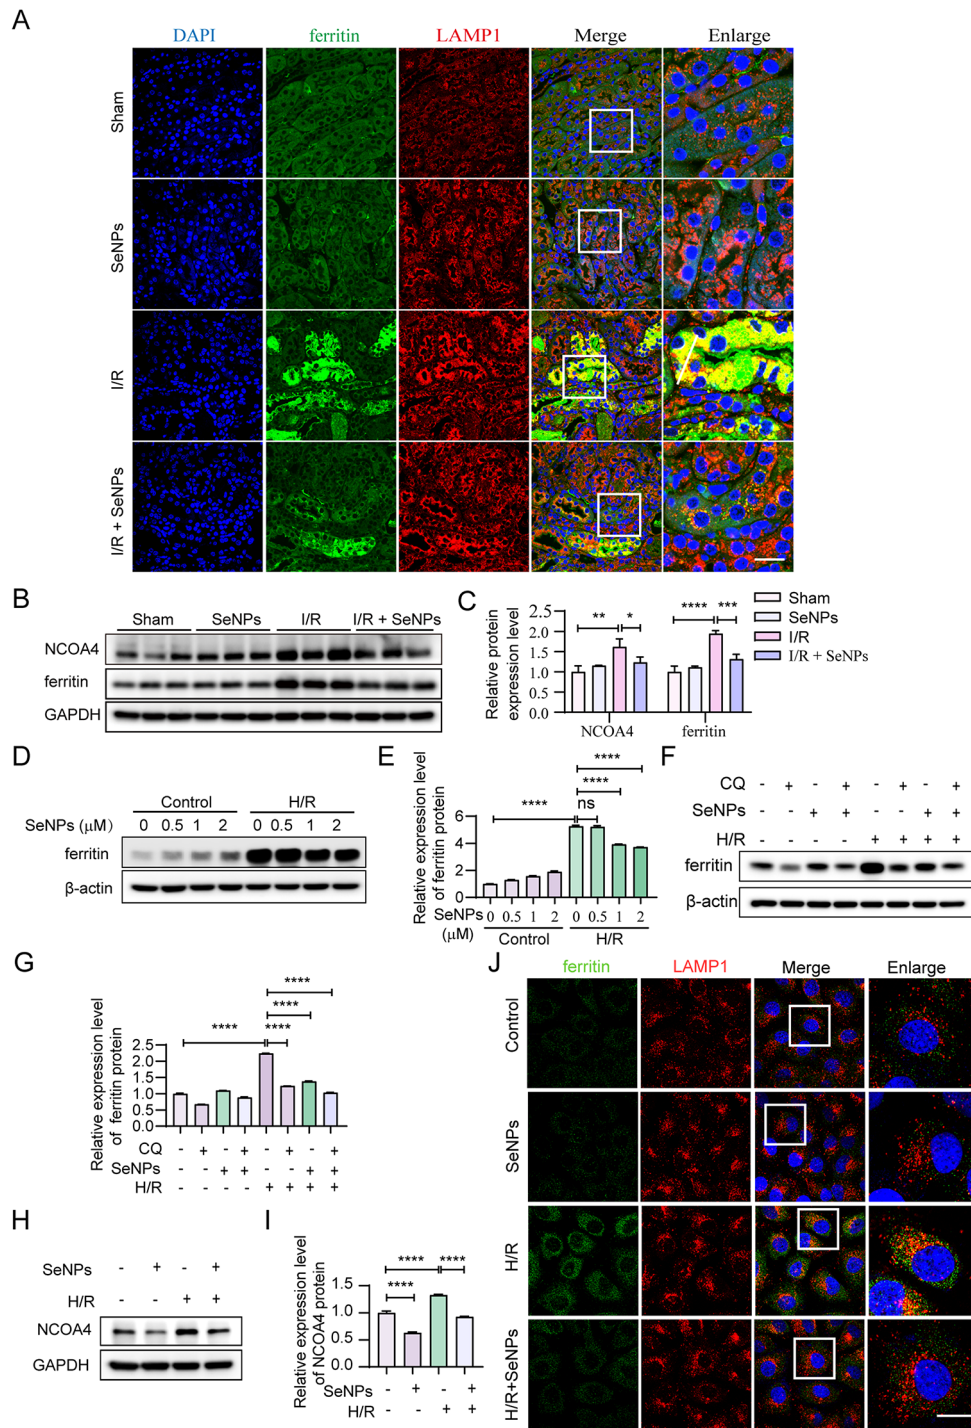 A
DAPI ferritin LAMP1 Merge Enlarge
Sham
SeNPs
I/R
I/R + SeNPs
B
Sham SeNPs I/R I/R + SeNPs
NCOA4
ferritin
GAPDH
C
Relative protein
expression level
2.5
2.0
1.5
1.0
0.5
0.0
** * **** ***
NCOA4 ferritin
Sham
SeNPs
I/R
I/R + SeNPs
D
Control H/R
SeNPs (μM) 0 0.5 1 2 0 0.5 1 2
ferritin
β-actin
E
Relative expression level
of ferritin protein
6
4
2
0
****
****
**** ns
SeNPs 0 0.5 1 2 0 0.5 1 2
(μM) Control H/R
F
CQ - + - + - + - +
SeNPs - - + + - - + +
H/R - - - - + + + +
ferritin
β-actin
G
Relative expression level
of ferritin protein
2.5
2.0
1.5
1.0
0.5
0.0
****
****
**** ****
CQ - + - + - + - +
SeNPs - - + + - - + +
H/R - - - - + + + +
H
SeNPs - + - +
H/R - - + +
NCOA4
GAPDH
I
Relative expression level
of NCOA4 protein
1.5
1.0
0.5
0.0
**** ****
****
SeNPs - + - +
H/R - - + +
J
ferritin LAMP1 Merge Enlarge
Control
SeNPs
H/R
H/R+SeNPs